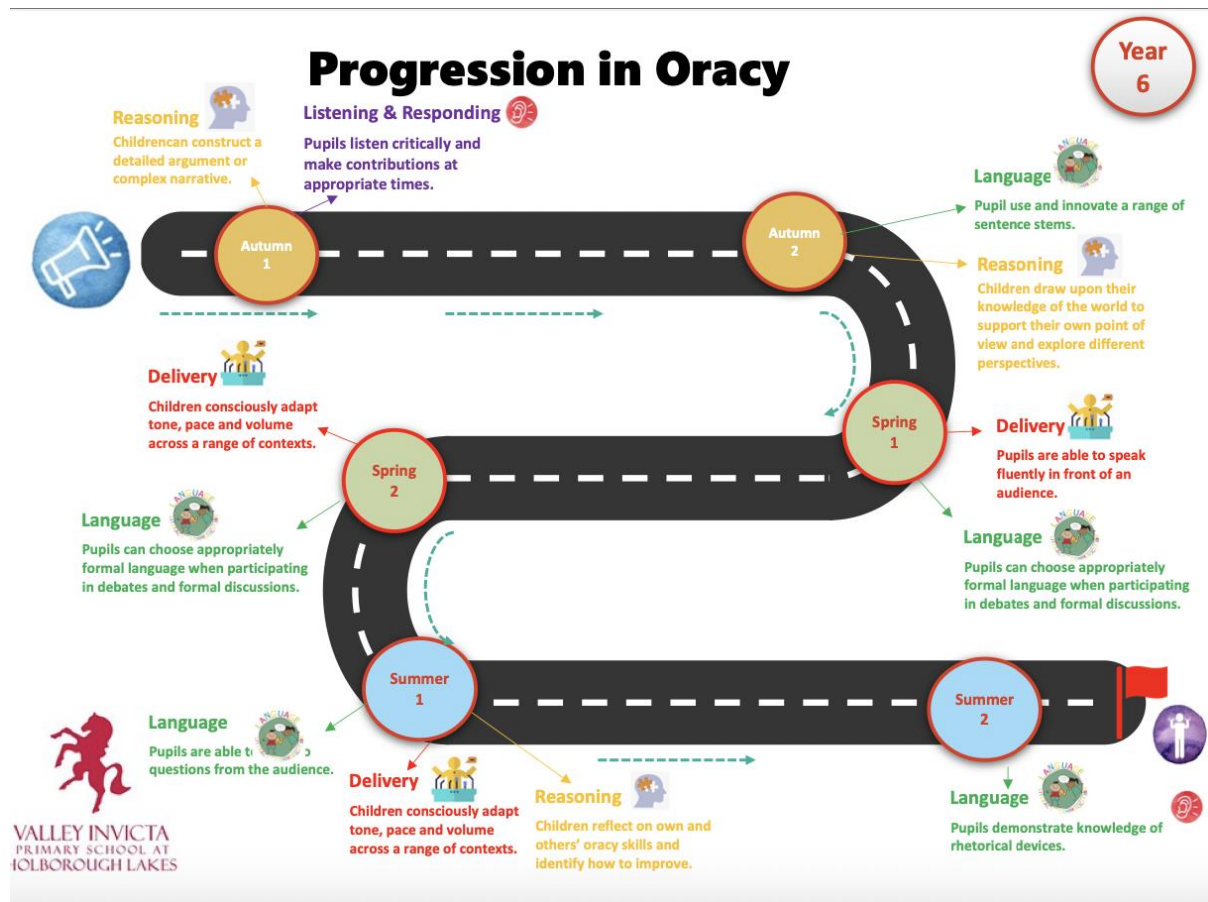 Progression in Oracy
Year
6
Reasoning
Childrencan construct a
detailed argument or
complex narrative.
Listening & Responding
Pupils listen critically and
make contributions at
appropriate times.
Autumn
1
Autumn
2
Language
Pupil use and innovate a range of
sentence stems.
Reasoning
Children draw upon their
knowledge of the world to
support their own point of
view and explore different
perspectives.
Spring
1
Delivery
Pupils are able to speak
fluently in front of an
audience.
Language
Pupils can choose appropriately
formal language when participating
in debates and formal discussions.
Delivery
Children consciously adapt
tone, pace and volume
across a range of contexts.
Spring
2
Language
Pupils can choose appropriately
formal language when participating
in debates and formal discussions.
Summer
1
Language
Pupils are able
questions from the audience.
Delivery
Children consciously adapt
tone, pace and volume
across a range of contexts.
Reasoning
Children reflect on own and
others' oracy skills and
identify how to improve.
Summer
2
Language
Pupils demonstrate knowledge of
rhetorical devices.
VALLEY INVICTA
PRIMARY SCHOOL AT
HOLBOROUGH LAKES